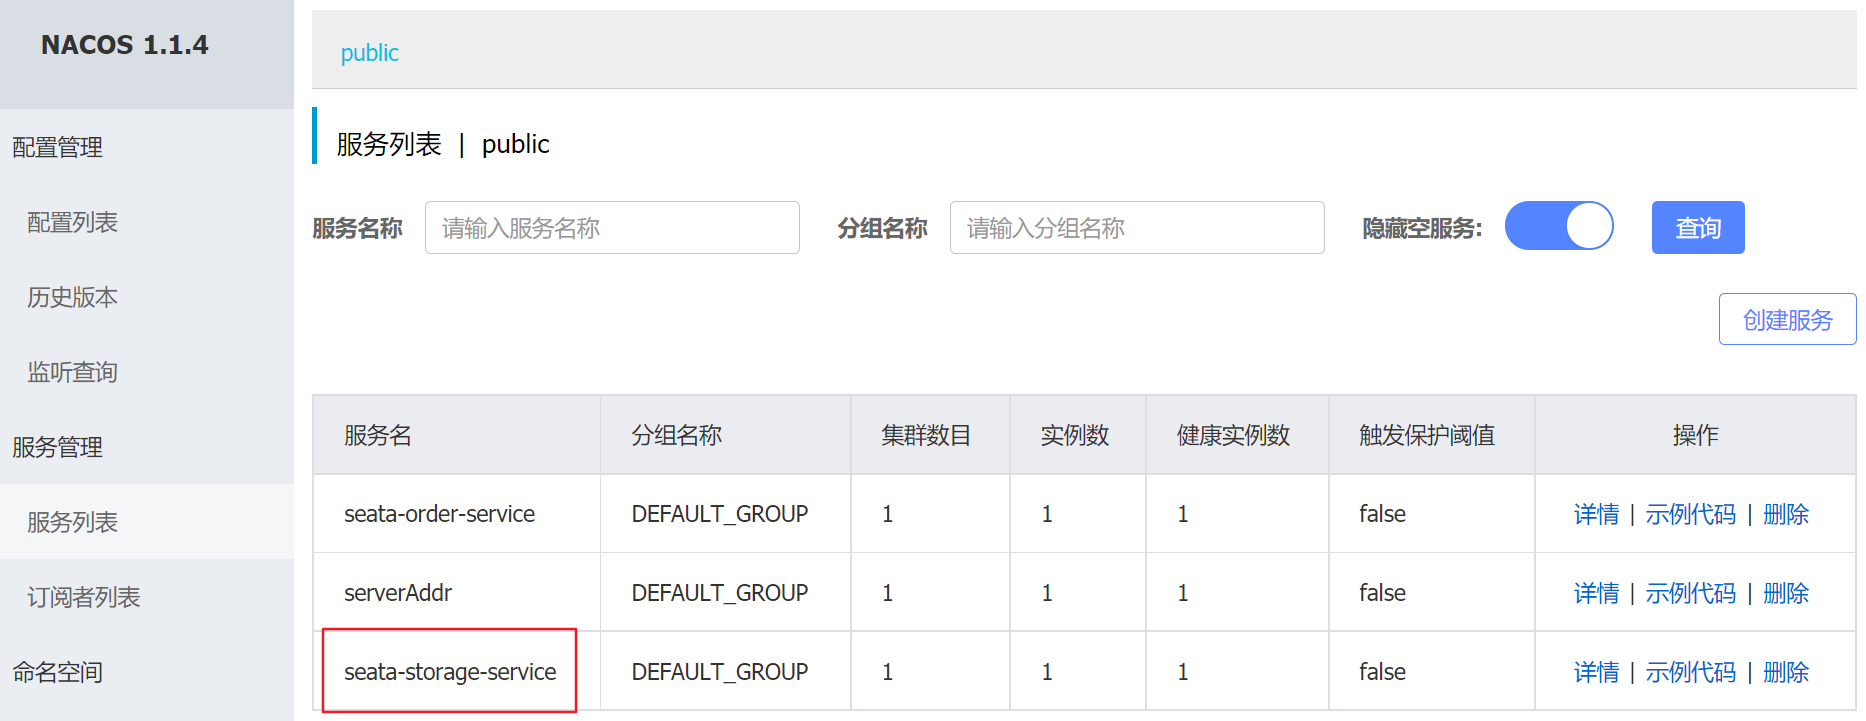 NACOS 1.1.4
配置管理
配置列表
历史版本
监听查询
服务管理
服务列表
订阅者列表
命名空间
public
服务列表 | public
服务名称 请输入服务名称 分组名称 请输入分组名称 隐藏空服务: 查询
创建服务
服务名 分组名称 集群数目 实例数 健康实例数 触发保护阈值 操作
seata-order-service DEFAULT_GROUP 1 1 1 false 详情 | 示例代码 | 删除
serverAddr DEFAULT_GROUP 1 1 1 false 详情 | 示例代码 | 删除
seata-storage-service DEFAULT_GROUP 1 1 1 false 详情 | 示例代码 | 删除